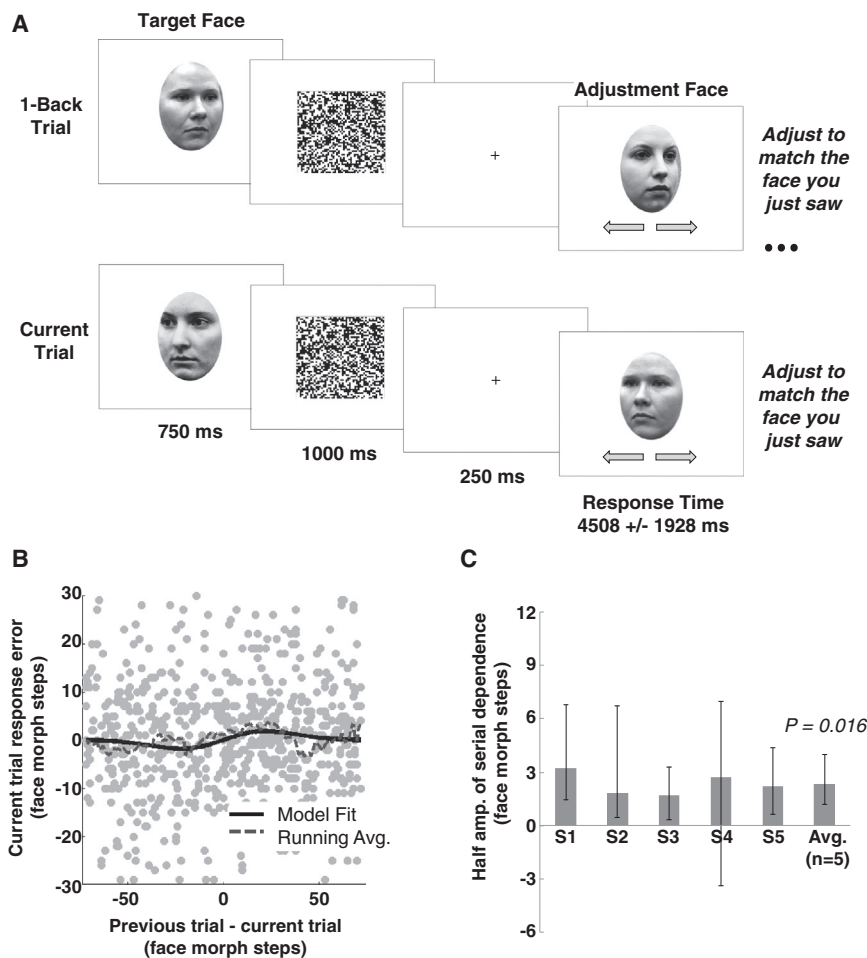 A
Target Face
1-Back
Trial
Adjustment Face
Adjust to
match the
face you
just saw
•••
Current
Trial
Adjust to
match the
face you
just saw
750 ms
1000 ms
250 ms
Response Time
4508 +/- 1928 ms
B
Current trial response error
(face morph steps)
30
20
10
0
-10
-20
-30
Model Fit
Running Avg.
-50
0
50
Previous trial - current trial
(face morph steps)
C
Half amp. of serial dependence
(face morph steps)
12
9
6
3
0
-3
-6
P = 0.016
S1
S2
S3
S4
S5
Avg.
(n=5)